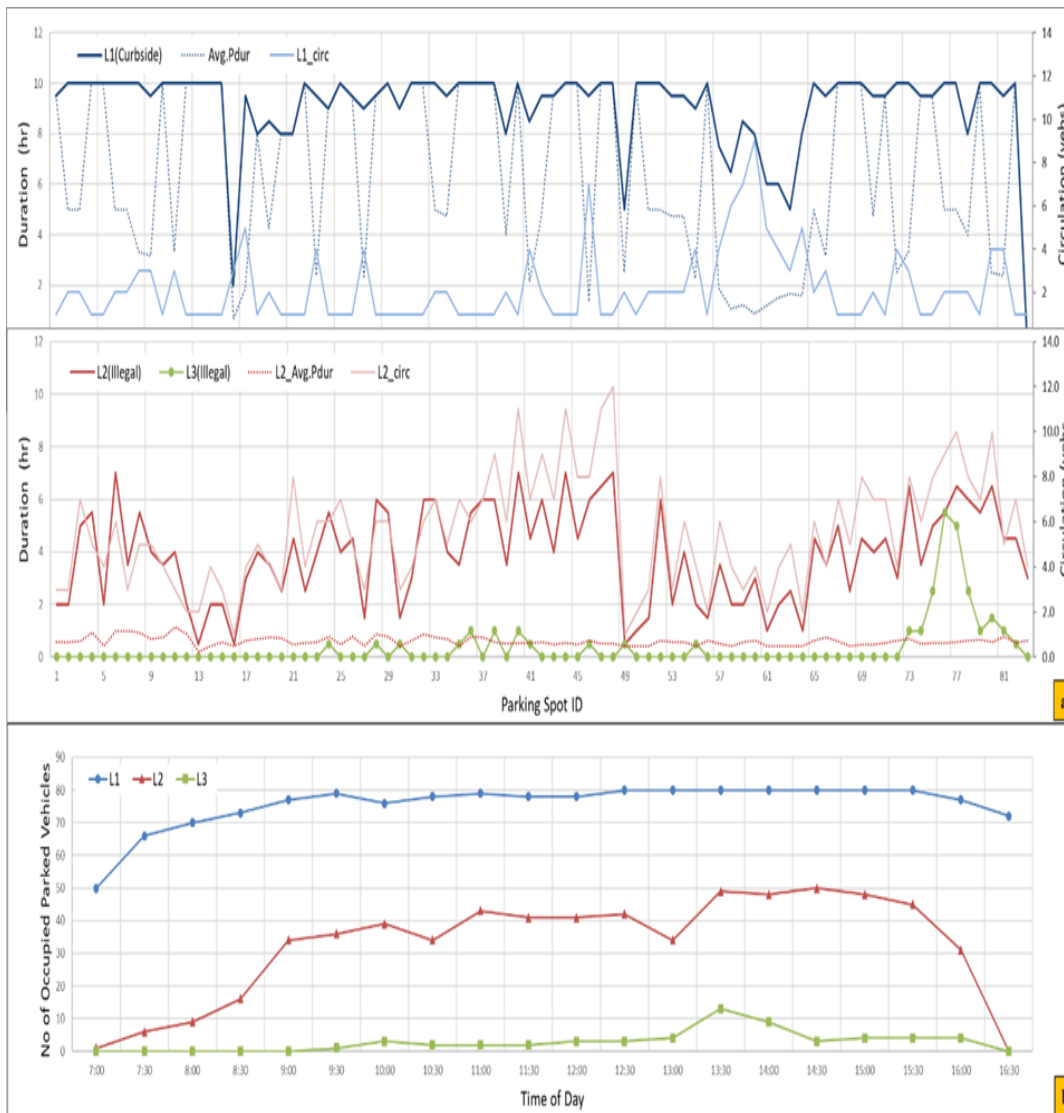 12 14
L1(Curbside) Avg.Pdur L1_circ
12
10
10
8
8
6
6
4
4
2
2
Duration (hr)
Circulation (vehs)
12 14.0
L2(Illegal) L3(Illegal) L2_Avg.Pdur L2_circ
12.0
10
10.0
8
8.0
6
6.0
4
4.0
2
2.0
0 0.0
Duration (hr)
1 5 9 13 17 21 25 29 33 37 41 45 49 53 57 61 65 69 73 77 81
Parking Spot ID
a
90
L1 L2 L3
80
70
60
50
40
30
20
10
0
No of Occupied Parked Vehicles
7:00 7:30 8:00 8:30 9:00 9:30 10:00 10:30 11:00 11:30 12:00 12:30 13:00 13:30 14:00 14:30 15:00 15:30 16:00 16:30
Time of Day